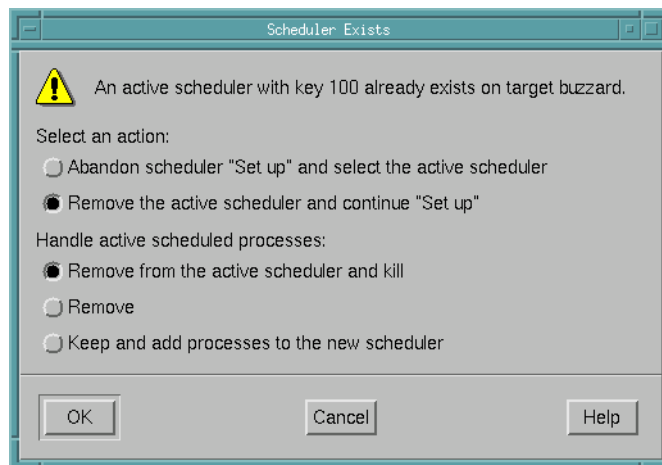 Scheduler Exists
An active scheduler with key 100 already exists on target buzzard.
Select an action:
Abandon scheduler "Set up" and select the active scheduler
Remove the active scheduler and continue "Set up"
Handle active scheduled processes:
Remove from the active scheduler and kill
Remove
Keep and add processes to the new scheduler
OK
Cancel
Help